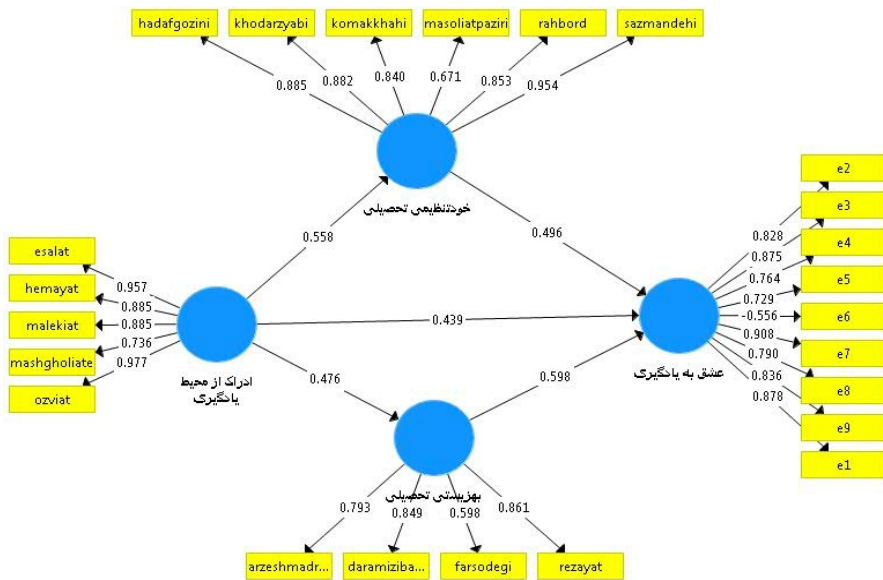 hadafgozini
khodarzyabi
komakkhahi
masoliatpaziri
rahbord
sazmandehi
0.885
0.882
0.840
0.671
0.853
0.954
خودتنظیمی تحصیلی
e2
e3
e4
e5
e6
e7
e8
e9
e1
0.828
0.875
0.764
0.729
-0.556
0.908
0.790
0.836
0.878
عشق به یادگیری
0.558
0.496
0.439
0.476
0.598
esalat
hemayat
malekiat
mashgholiate
ozviat
0.957
0.885
0.885
0.736
0.977
ادراک از محیط
یادگیری
بهزیستی تحصیلی
0.793
0.849
0.598
0.861
arzeshmadr...
daramiziba...
farsodegi
rezayat